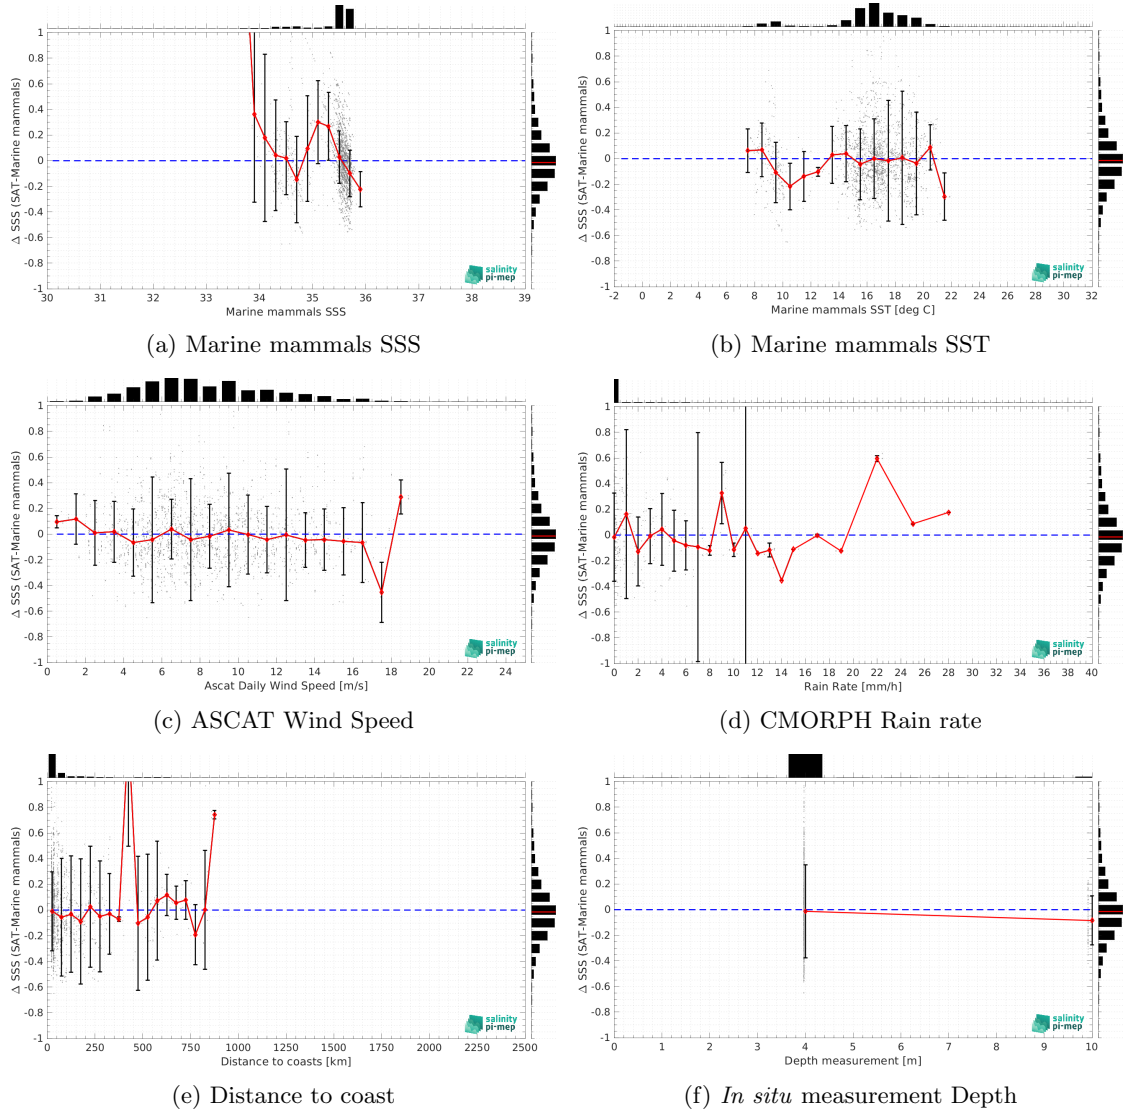 Δ SSS (SAT-Marine mammals)
1
0.8
0.6
0.4
0.2
0
-0.2
-0.4
-0.6
-0.8
-1
30 31 32 33 34 35 36 37 38 39
Marine mammals SSS
salinity
pi-mep
(a) Marine mammals SSS
Δ SSS (SAT-Marine mammals)
1
0.8
0.6
0.4
0.2
0
-0.2
-0.4
-0.6
-0.8
-1
-2 0 2 4 6 8 10 12 14 16 18 20 22 24 26 28 30 32
Marine mammals SST [deg C]
salinity
pi-mep
(b) Marine mammals SST
Δ SSS (SAT-Marine mammals)
1
0.8
0.6
0.4
0.2
0
-0.2
-0.4
-0.6
-0.8
-1
0 2 4 6 8 10 12 14 16 18 20 22 24
Ascat Daily Wind Speed [m/s]
salinity
pi-mep
(c) ASCAT Wind Speed
Δ SSS (SAT-Marine mammals)
1
0.8
0.6
0.4
0.2
0
-0.2
-0.4
-0.6
-0.8
-1
0 2 4 6 8 10 12 14 16 18 20 22 24 26 28 30 32 34 36 38 40
Rain Rate [mm/h]
salinity
pi-mep
(d) CMORPH Rain rate
Δ SSS (SAT-Marine mammals)
1
0.8
0.6
0.4
0.2
0
-0.2
-0.4
-0.6
-0.8
-1
0 250 500 750 1000 1250 1500 1750 2000 2250 2500
Distance to coasts [km]
salinity
pi-mep
(e) Distance to coast
Δ SSS (SAT-Marine mammals)
1
0.8
0.6
0.4
0.2
0
-0.2
-0.4
-0.6
-0.8
-1
0 1 2 3 4 5 6 7 8 9 10
Depth measurement [m]
salinity
pi-mep
(f) In situ measurement Depth